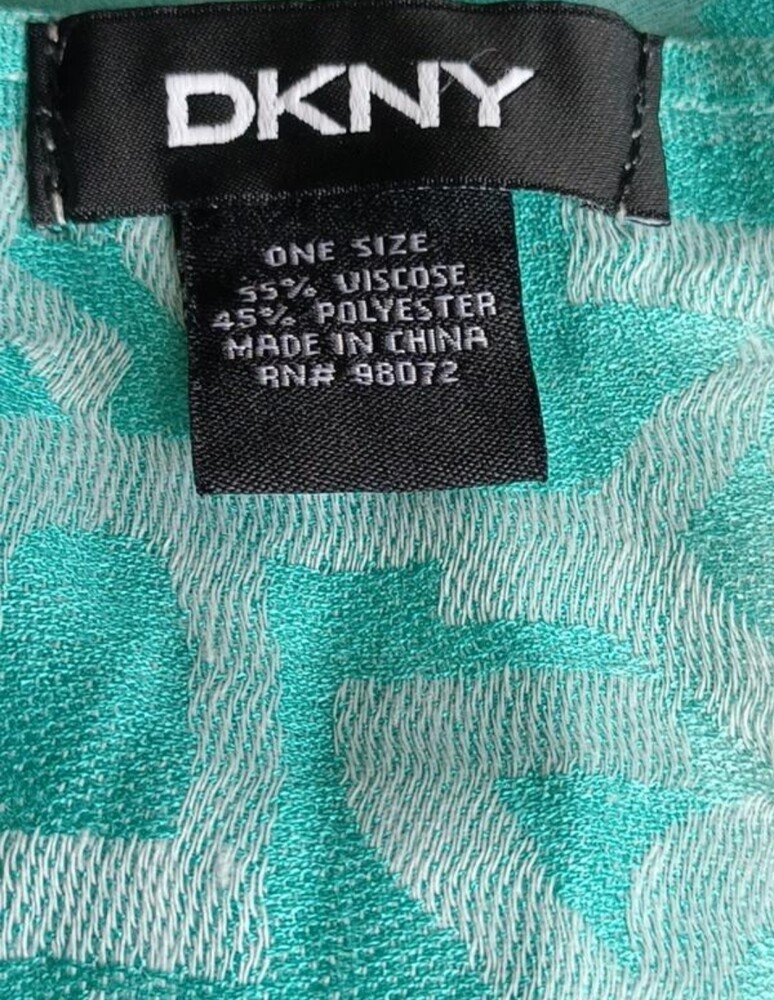 DKNY
ONE SIZE
55% VISCOSE
45% POLYESTER
MADE IN CHINA
RN# 98072